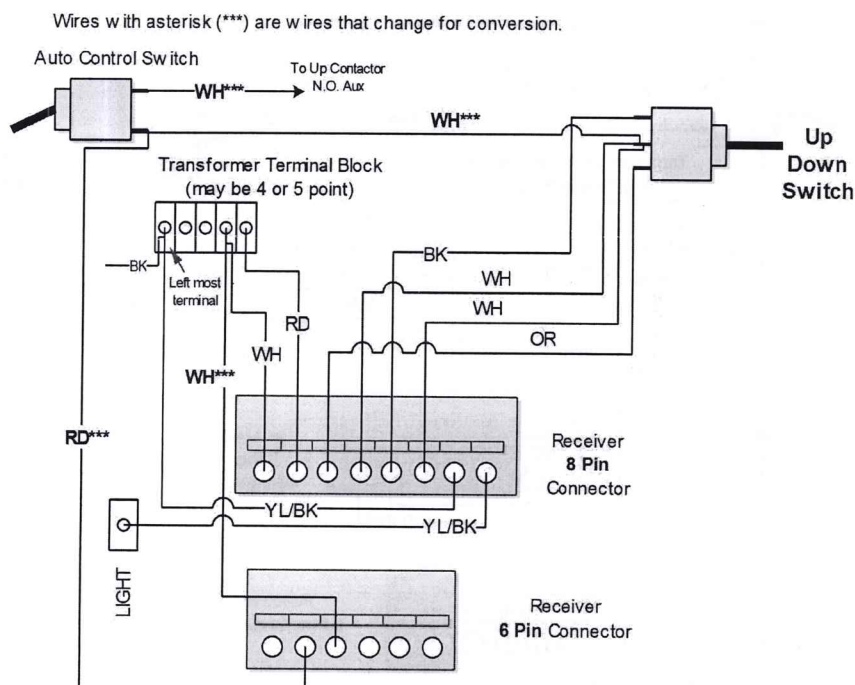 Wires with asterisk (***) are wires that change for conversion.
Auto Control Switch
To Up Contactor
N.O. Aux
WH***
WH***
Up
Down
Switch
Transformer Terminal Block
(may be 4 or 5 point)
BK
Left most
terminal
BK
WH
WH
OR
RD
WH
WH***
RD***
Receiver
8 Pin
Connector
YL/BK
YL/BK
LIGHT
Receiver
6 Pin Connector